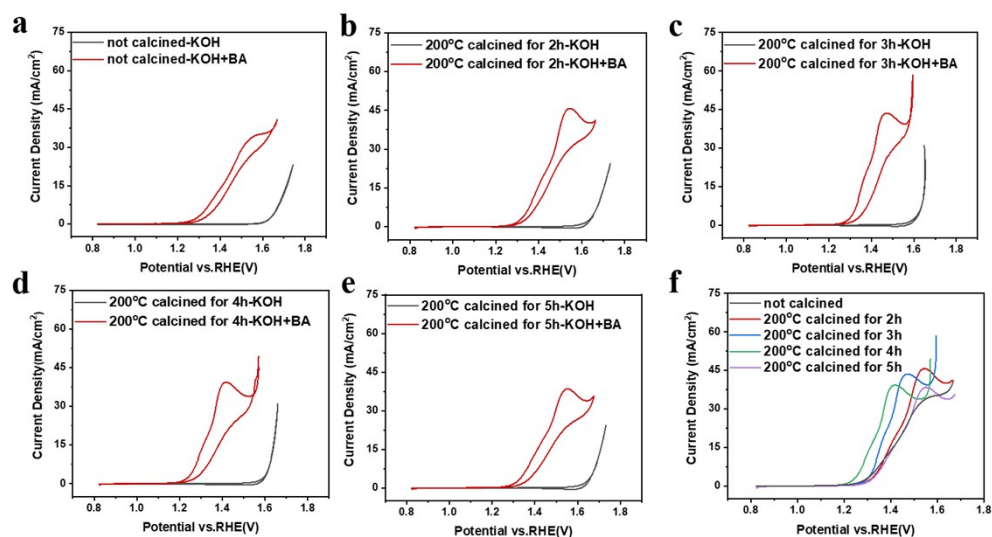 a
75
60
45
30
15
0
not calcined-KOH
not calcined-KOH+BA
Current Density (mA/cm²)
0.8 1.0 1.2 1.4 1.6 1.8
Potential vs.RHE(V)
b
75
60
45
30
15
0
200°C calcined for 2h-KOH
200°C calcined for 2h-KOH+BA
Current Density (mA/cm²)
0.8 1.0 1.2 1.4 1.6 1.8
Potential vs.RHE(V)
c
75
60
45
30
15
0
200°C calcined for 3h-KOH
200°C calcined for 3h-KOH+BA
Current Density (mA/cm²)
0.8 1.0 1.2 1.4 1.6 1.8
Potential vs.RHE(V)
d
75
60
45
30
15
0
200°C calcined for 4h-KOH
200°C calcined for 4h-KOH+BA
Current Density(mA/cm²)
0.8 1.0 1.2 1.4 1.6 1.8
Potential vs.RHE(V)
e
75
60
45
30
15
0
200°C calcined for 5h-KOH
200°C calcined for 5h-KOH+BA
Current Density (mA/cm²)
0.8 1.0 1.2 1.4 1.6 1.8
Potential vs.RHE(V)
f
75
60
45
30
15
0
not calcined
200°C calcined for 2h
200°C calcined for 3h
200°C calcined for 4h
200°C calcined for 5h
Current Density (mA/cm²)
0.8 1.0 1.2 1.4 1.6 1.8
Potential vs.RHE(V)